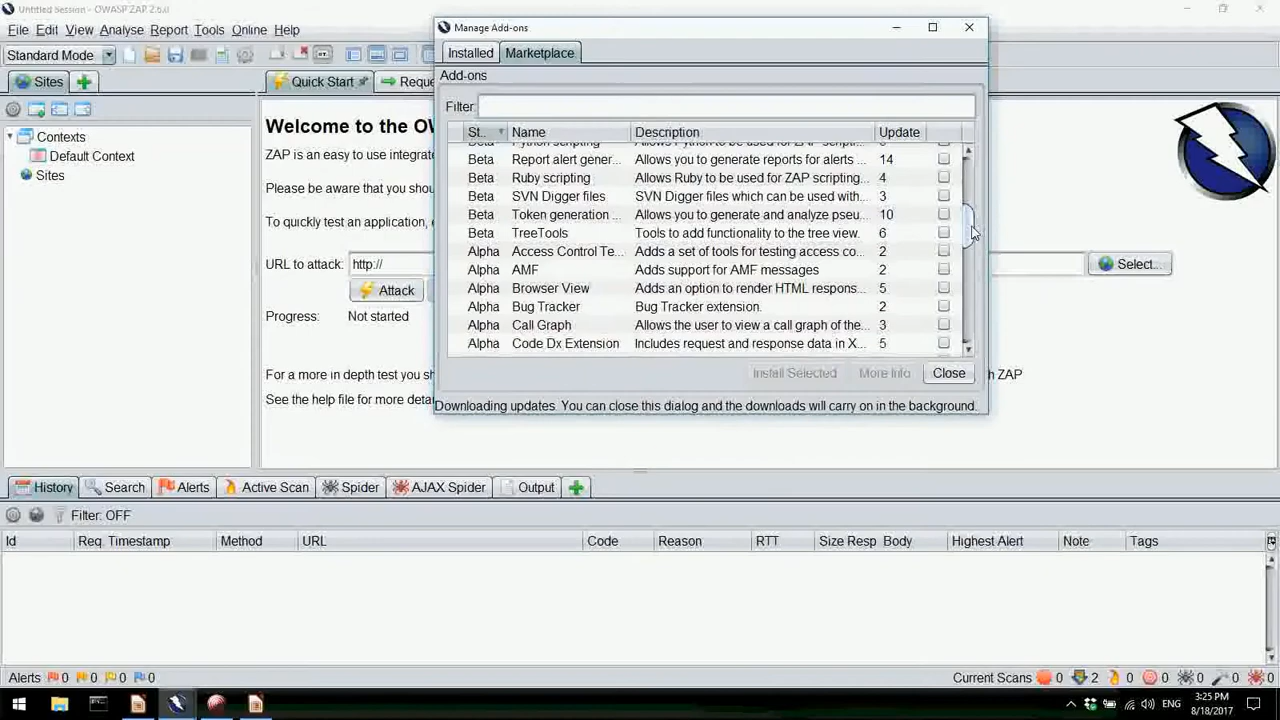 Untitled Session - OWASP ZAP 2.6.0
File Edit View Analyse Report Tools Online Help
Standard Mode
Sites
Quick Start
Reque
Contexts
Default Context
Sites
Welcome to the OW
ZAP is an easy to use integrate
Please be aware that you shou
To quickly test an application, e
URL to attack: http://
Select...
Attack
Progress: Not started
For a more in depth test you sh
h ZAP
See the help file for more detai
Manage Add-ons
Installed Marketplace
Add-ons
Filter:
St.. Name Description Update
Beta Python scripting
Beta Report alert gener... Allows you to generate reports for alerts ... 14
Beta Ruby scripting Allows Ruby to be used for ZAP scripting... 4
Beta SVN Digger files SVN Digger files which can be used with... 3
Beta Token generation ... Allows you to generate and analyze pseu... 10
Beta TreeTools Tools to add functionality to the tree view. 6
Alpha Access Control Te... Adds a set of tools for testing access co... 2
Alpha AMF Adds support for AMF messages 2
Alpha Browser View Adds an option to render HTML respons... 5
Alpha Bug Tracker Bug Tracker extension. 2
Alpha Call Graph Allows the user to view a call graph of the... 3
Alpha Code Dx Extension Includes request and response data in X... 5
Install Selected More Info Close
Downloading updates. You can close this dialog and the downloads will carry on in the background.
History Search Alerts Active Scan Spider AJAX Spider Output
Filter: OFF
Id Req. Timestamp Method URL Code Reason RTT Size Resp. Body Highest Alert Note Tags
Alerts 0 0 0 0 Current Scans 0 2 0 0 0 0 0
ENG 3:25 PM
8/18/2017